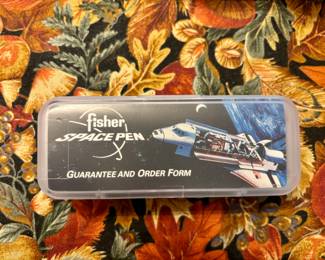 fisher
SPACE PEN
GUARANTEE AND ORDER FORM